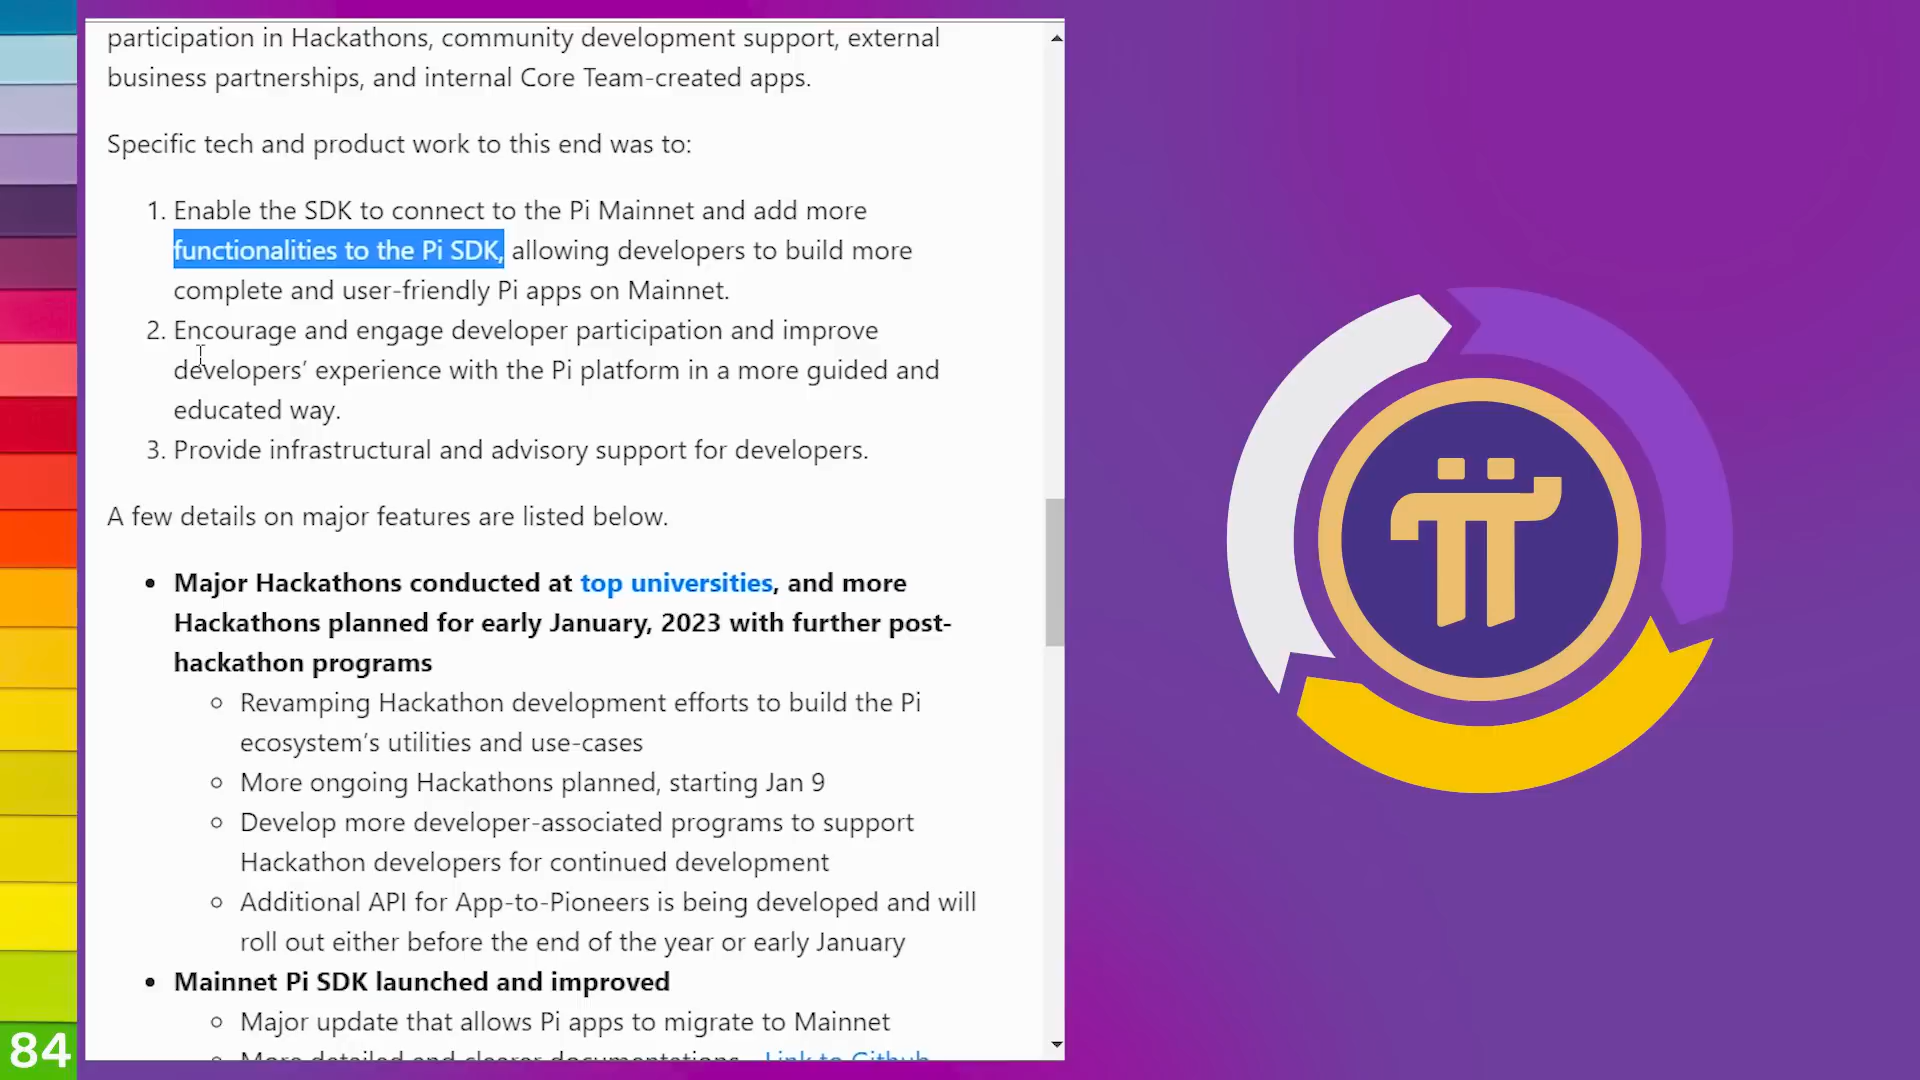 participation in Hackathons, community development support, external
business partnerships, and internal Core Team-created apps.
Specific tech and product work to this end was to:
1. Enable the SDK to connect to the Pi Mainnet and add more
functionalities to the Pi SDK, allowing developers to build more
complete and user-friendly Pi apps on Mainnet.
2. Encourage and engage developer participation and improve
developers’ experience with the Pi platform in a more guided and
educated way.
3. Provide infrastructural and advisory support for developers.
A few details on major features are listed below.
• Major Hackathons conducted at top universities, and more
Hackathons planned for early January, 2023 with further post-
hackathon programs
○ Revamping Hackathon development efforts to build the Pi
ecosystem’s utilities and use-cases
○ More ongoing Hackathons planned, starting Jan 9
○ Develop more developer-associated programs to support
Hackathon developers for continued development
○ Additional API for App-to-Pioneers is being developed and will
roll out either before the end of the year or early January
• Mainnet Pi SDK launched and improved
○ Major update that allows Pi apps to migrate to Mainnet
More detailed and clearer documentations Link to Github
84